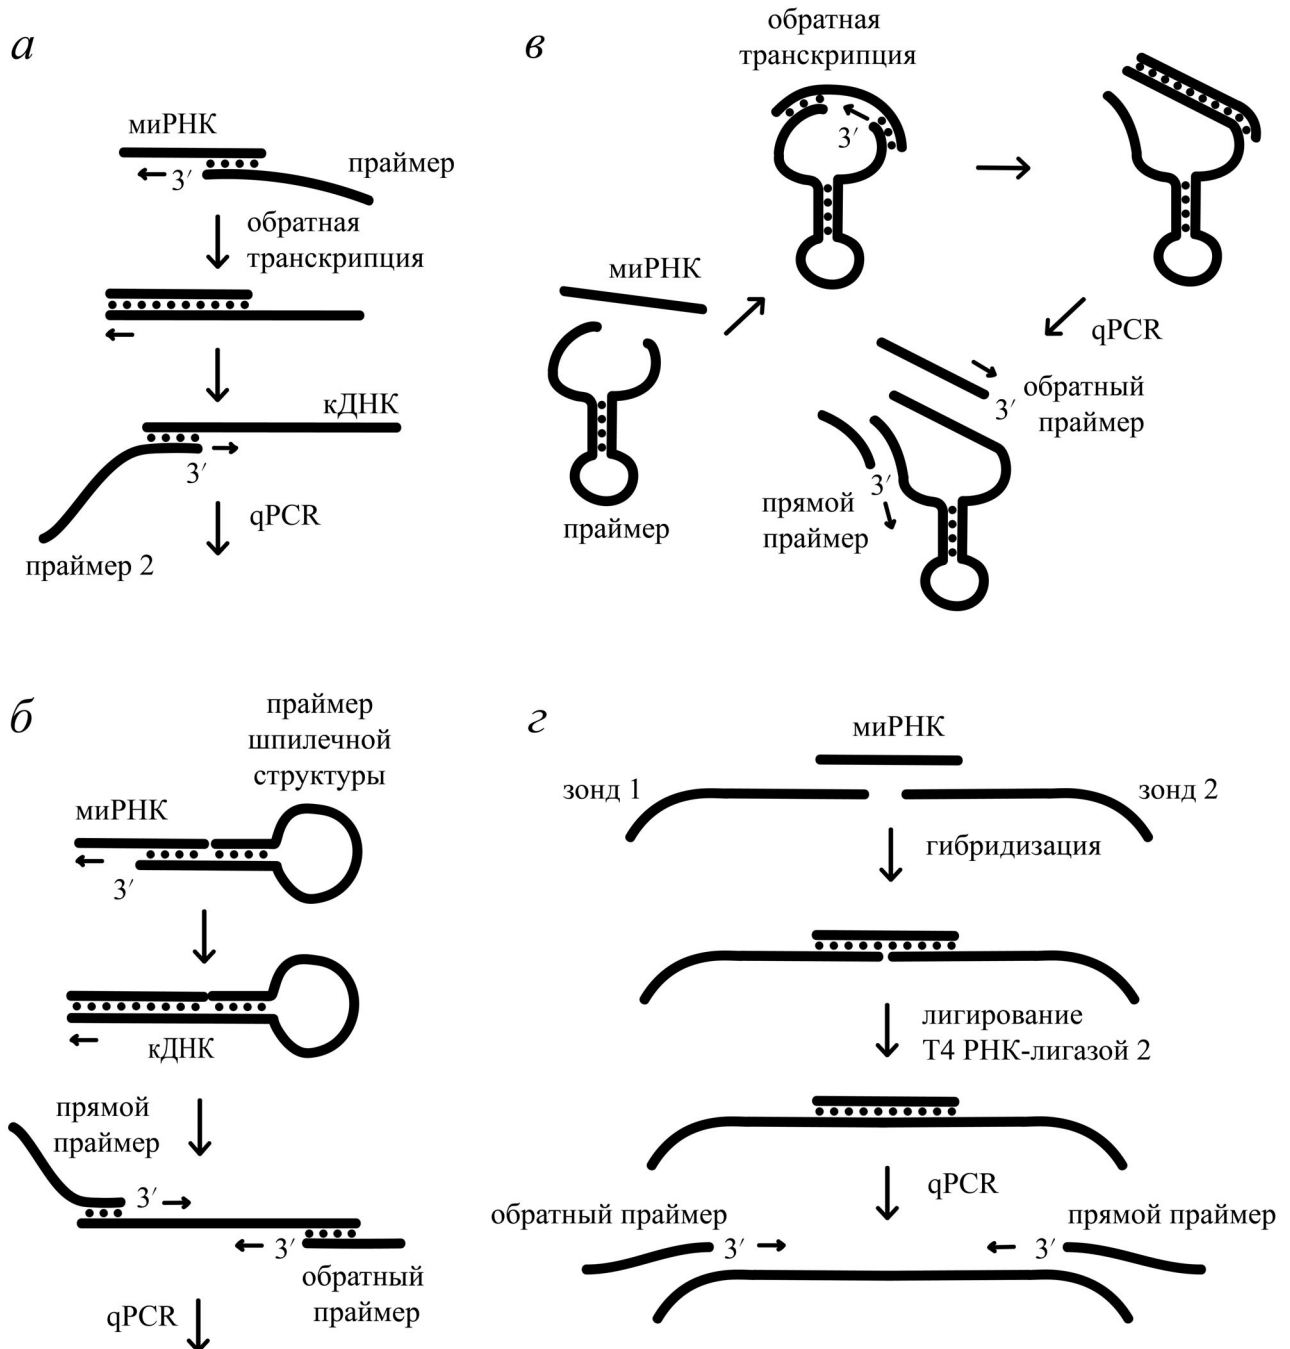 а
миРНК
3′
праймер
обратная
транскрипция
кДНК
3′
qPCR
праймер 2
в
обратная
транскрипция
3′
миРНК
праймер
qPCR
обратный
праймер
3′
3′
прямой
праймер
б
праймер
шпилечной
структуры
миРНК
3′
кДНК
прямой
праймер
3′
3′
обратный
праймер
qPCR
г
миРНК
зонд 1
зонд 2
гибридизация
лигирование
Т4 РНК-лигазой 2
qPCR
обратный праймер
прямой праймер
3′
3′